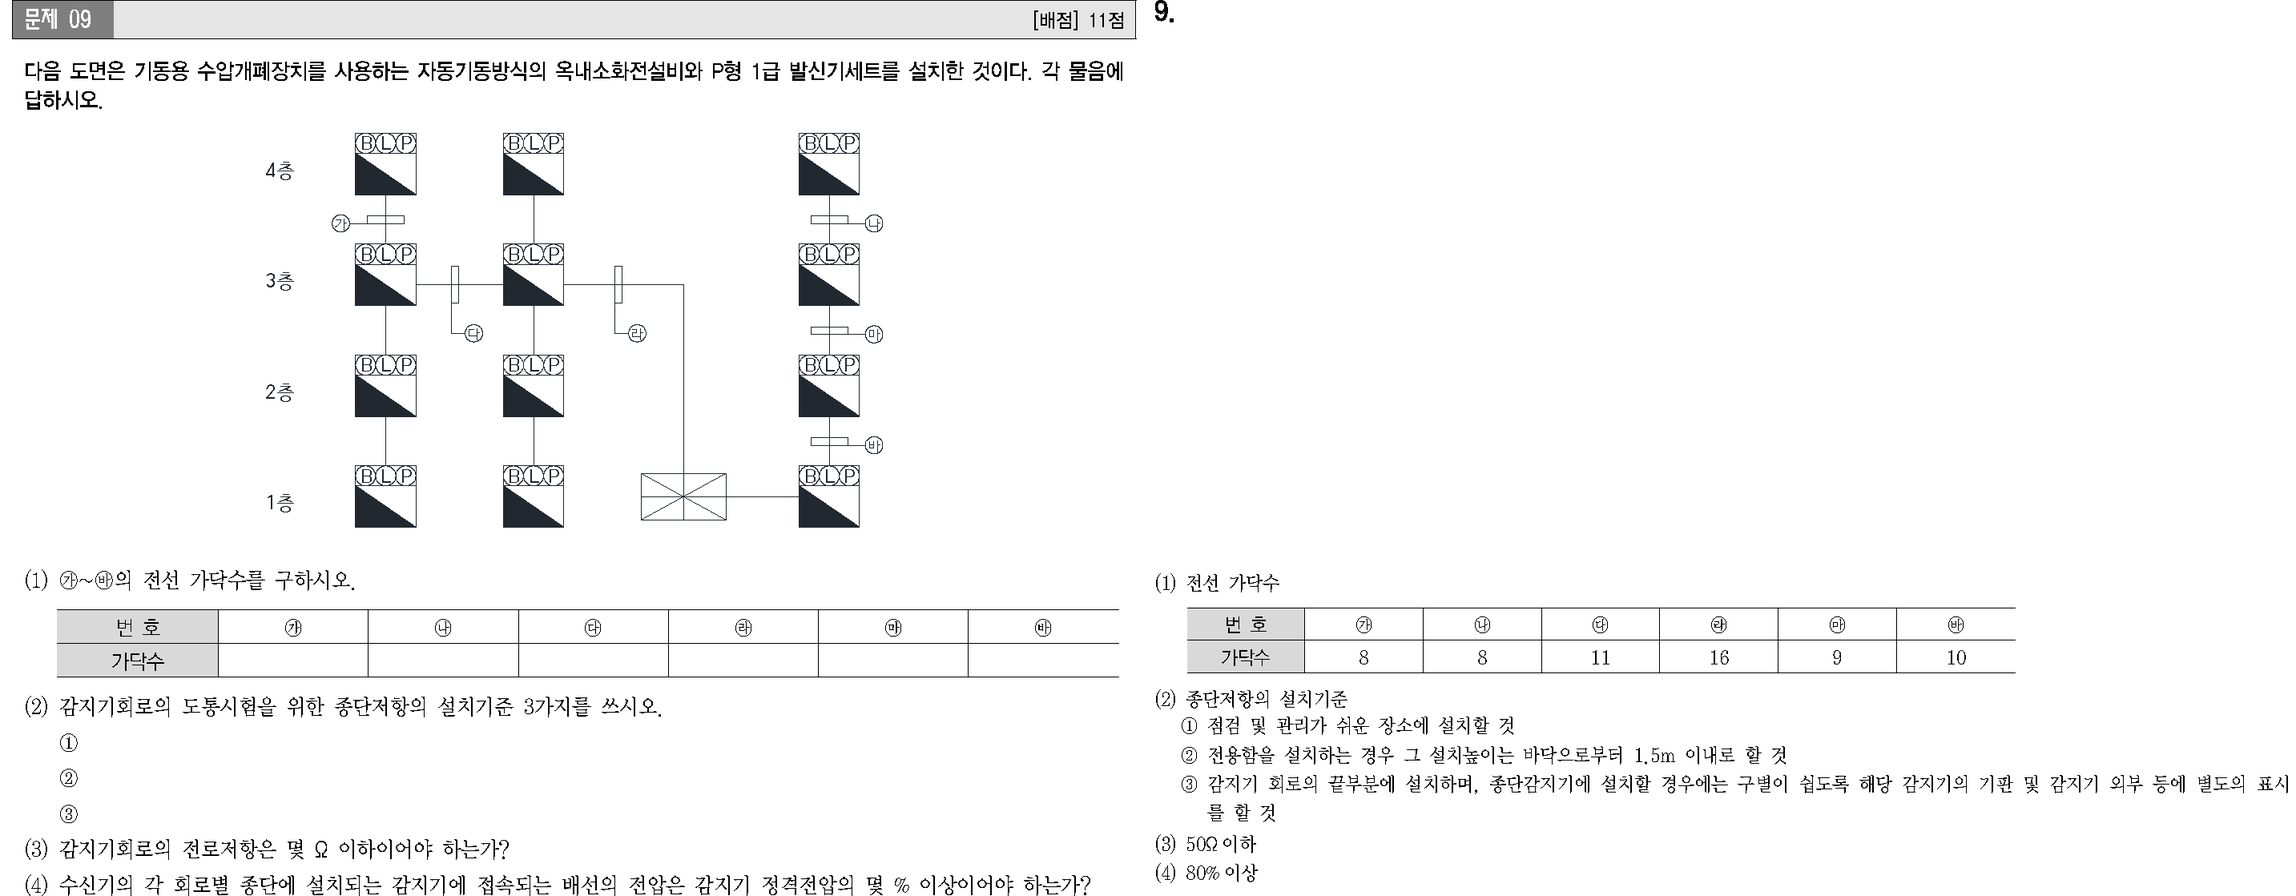 문제 09 [배점] 11점
다음 도면은 기동용 수압개폐장치를 사용하는 자동기동방식의 옥내소화전설비와 P형 1급 발신기세트를 설치한 것이다. 각 물음에
답하시오.
ⒷⓁⓅ ⒷⓁⓅ ⒷⓁⓅ
4층
㉮ ㉯
ⒷⓁⓅ ⒷⓁⓅ ⒷⓁⓅ
3층
㉰ ㉱ ㉲
ⒷⓁⓅ ⒷⓁⓅ ⒷⓁⓅ
2층
㉳
ⒷⓁⓅ ⒷⓁⓅ ⒷⓁⓅ
1층
(1) ㉮~㉳의 전선 가닥수를 구하시오.
번 호 ㉮ ㉯ ㉰ ㉱ ㉲ ㉳
가닥수
(2) 감지기회로의 도통시험을 위한 종단저항의 설치기준 3가지를 쓰시오.
①
②
③
(3) 감지기회로의 전로저항은 몇 Ω 이하이어야 하는가?
(4) 수신기의 각 회로별 종단에 설치되는 감지기에 접속되는 배선의 전압은 감지기 정격전압의 몇 % 이상이어야 하는가?
9.
(1) 전선 가닥수
번 호 ㉮ ㉯ ㉰ ㉱ ㉲ ㉳
가닥수 8 8 11 16 9 10
(2) 종단저항의 설치기준
① 점검 및 관리가 쉬운 장소에 설치할 것
② 전용함을 설치하는 경우 그 설치높이는 바닥으로부터 1.5m 이내로 할 것
③ 감지기 회로의 끝부분에 설치하며, 종단감지기에 설치할 경우에는 구별이 쉽도록 해당 감지기의 기판 및 감지기 외부 등에 별도의 표시
를 할 것
(3) 50Ω 이하
(4) 80% 이상